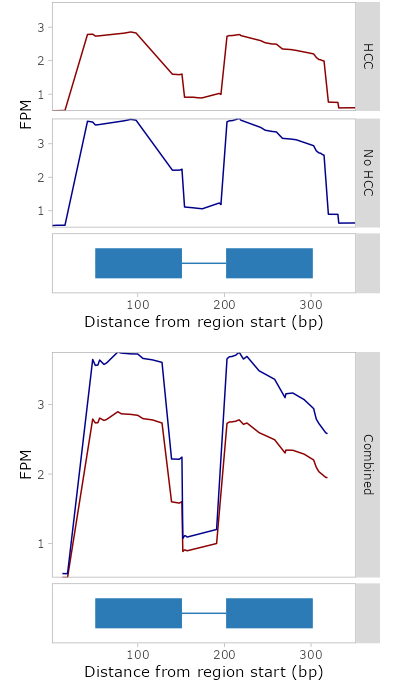 3
2
1
HCC
FPM
3
2
1
No HCC
100 200 300
Distance from region start (bp)
3
2
1
FPM
Combined
100 200 300
Distance from region start (bp)